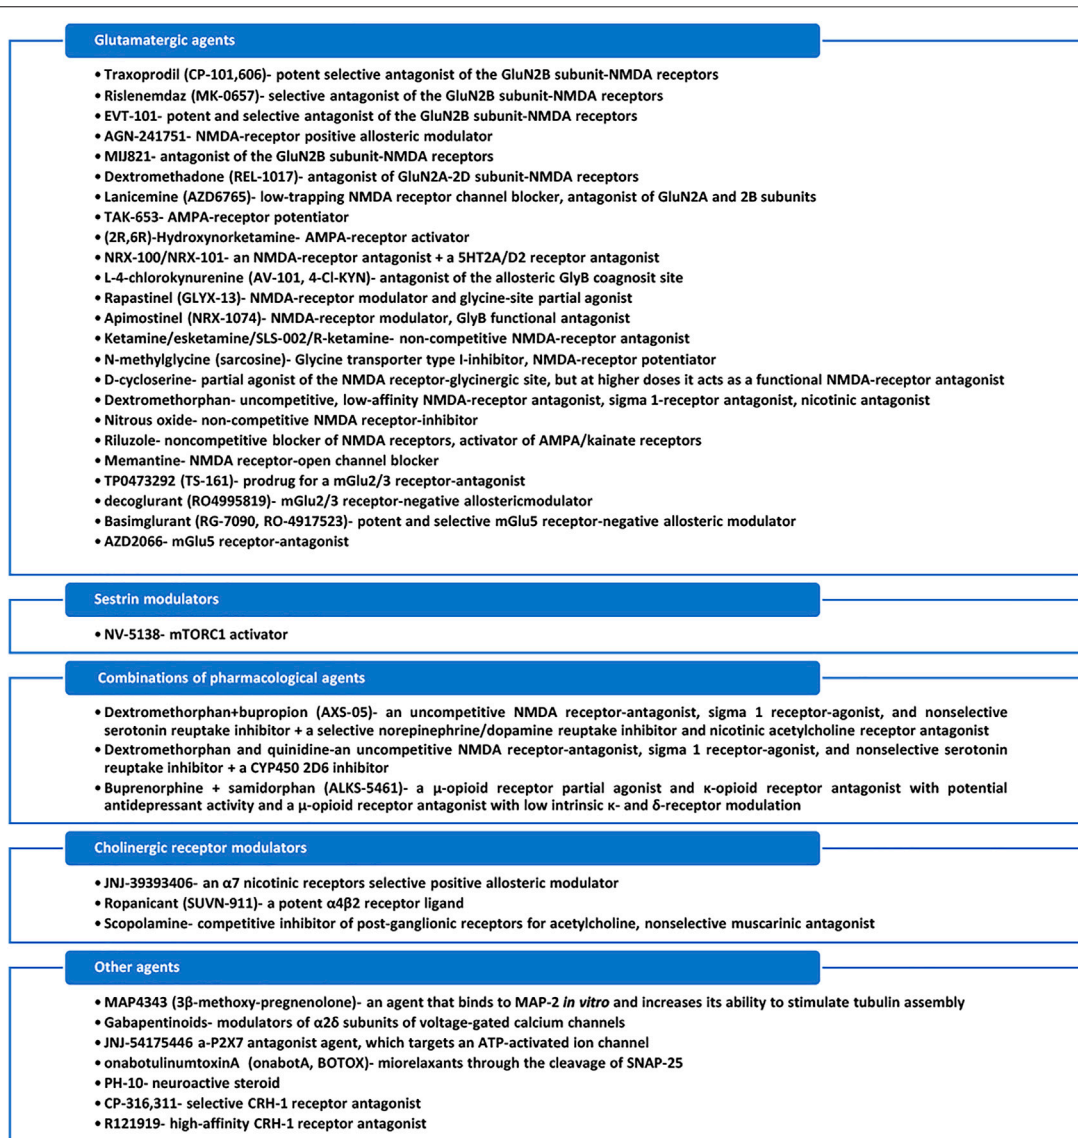 Glutamatergic agents
• Traxoprodil (CP-101,606)- potent selective antagonist of the GluN2B subunit-NMDA receptors
• Rislenemdaz (MK-0657)- selective antagonist of the GluN2B subunit-NMDA receptors
• EVT-101- potent and selective antagonist of the GluN2B subunit-NMDA receptors
• AGN-241751- NMDA-receptor positive allosteric modulator
• MIJ821- antagonist of the GluN2B subunit-NMDA receptors
• Dextromethadone (REL-1017)- antagonist of GluN2A-2D subunit-NMDA receptors
• Lanicemine (AZD6765)- low-trapping NMDA receptor channel blocker, antagonist of GluN2A and 2B subunits
• TAK-653- AMPA-receptor potentiator
• (2R,6R)-Hydroxynorketamine- AMPA-receptor activator
• NRX-100/NRX-101- an NMDA-receptor antagonist + a 5HT2A/D2 receptor antagonist
• L-4-chlorokynurenine (AV-101, 4-Cl-KYN)- antagonist of the allosteric GlyB coagnosit site
• Rapastinel (GLYX-13)- NMDA-receptor modulator and glycine-site partial agonist
• Apimostinel (NRX-1074)- NMDA-receptor modulator, GlyB functional antagonist
• Ketamine/esketamine/SLS-002/R-ketamine- non-competitive NMDA-receptor antagonist
• N-methylglycine (sarcosine)- Glycine transporter type I-inhibitor, NMDA-receptor potentiator
• D-cycloserine- partial agonist of the NMDA receptor-glycinergic site, but at higher doses it acts as a functional NMDA-receptor antagonist
• Dextromethorphan- uncompetitive, low-affinity NMDA-receptor antagonist, sigma 1-receptor antagonist, nicotinic antagonist
• Nitrous oxide- non-competitive NMDA receptor-inhibitor
• Riluzole- noncompetitive blocker of NMDA receptors, activator of AMPA/kainate receptors
• Memantine- NMDA receptor-open channel blocker
• TP0473292 (TS-161)- prodrug for a mGlu2/3 receptor-antagonist
• decoglurant (RO4995819)- mGlu2/3 receptor-negative allostericmodulator
• Basimglurant (RG-7090, RO-4917523)- potent and selective mGlu5 receptor-negative allosteric modulator
• AZD2066- mGlu5 receptor-antagonist
Sestrin modulators
• NV-5138- mTORC1 activator
Combinations of pharmacological agents
• Dextromethorphan+bupropion (AXS-05)- an uncompetitive NMDA receptor-antagonist, sigma 1 receptor-agonist, and nonselective
serotonin reuptake inhibitor + a selective norepinephrine/dopamine reuptake inhibitor and nicotinic acetylcholine receptor antagonist
• Dextromethorphan and quinidine-an uncompetitive NMDA receptor-antagonist, sigma 1 receptor-agonist, and nonselective serotonin
reuptake inhibitor + a CYP450 2D6 inhibitor
• Buprenorphine + samidorphan (ALKS-5461)- a μ-opioid receptor partial agonist and κ-opioid receptor antagonist with potential
antidepressant activity and a μ-opioid receptor antagonist with low intrinsic κ- and δ-receptor modulation
Cholinergic receptor modulators
• JNJ-39393406- an α7 nicotinic receptors selective positive allosteric modulator
• Ropanicant (SUVN-911)- a potent α4β2 receptor ligand
• Scopolamine- competitive inhibitor of post-ganglionic receptors for acetylcholine, nonselective muscarinic antagonist
Other agents
• MAP4343 (3β-methoxy-pregnenolone)- an agent that binds to MAP-2 in vitro and increases its ability to stimulate tubulin assembly
• Gabapentinoids- modulators of α2δ subunits of voltage-gated calcium channels
• JNJ-54175446 a-P2X7 antagonist agent, which targets an ATP-activated ion channel
• onabotulinumtoxinA (onabotA, BOTOX)- miorelaxants through the cleavage of SNAP-25
• PH-10- neuroactive steroid
• CP-316,311- selective CRH-1 receptor antagonist
• R121919- high-affinity CRH-1 receptor antagonist